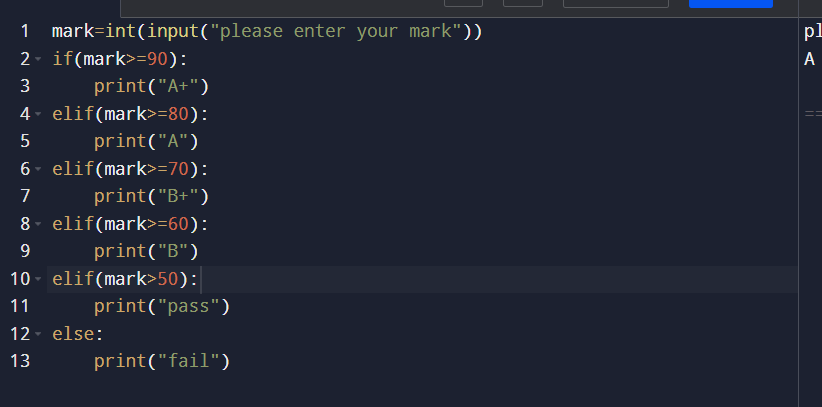 1 mark=int(input("please enter your mark"))
2 if(mark>=90):
3     print("A+")
4 elif(mark>=80):
5     print("A")
6 elif(mark>=70):
7     print("B+")
8 elif(mark>=60):
9     print("B")
10 elif(mark>50):
11     print("pass")
12 else:
13     print("fail")
pl
A
==